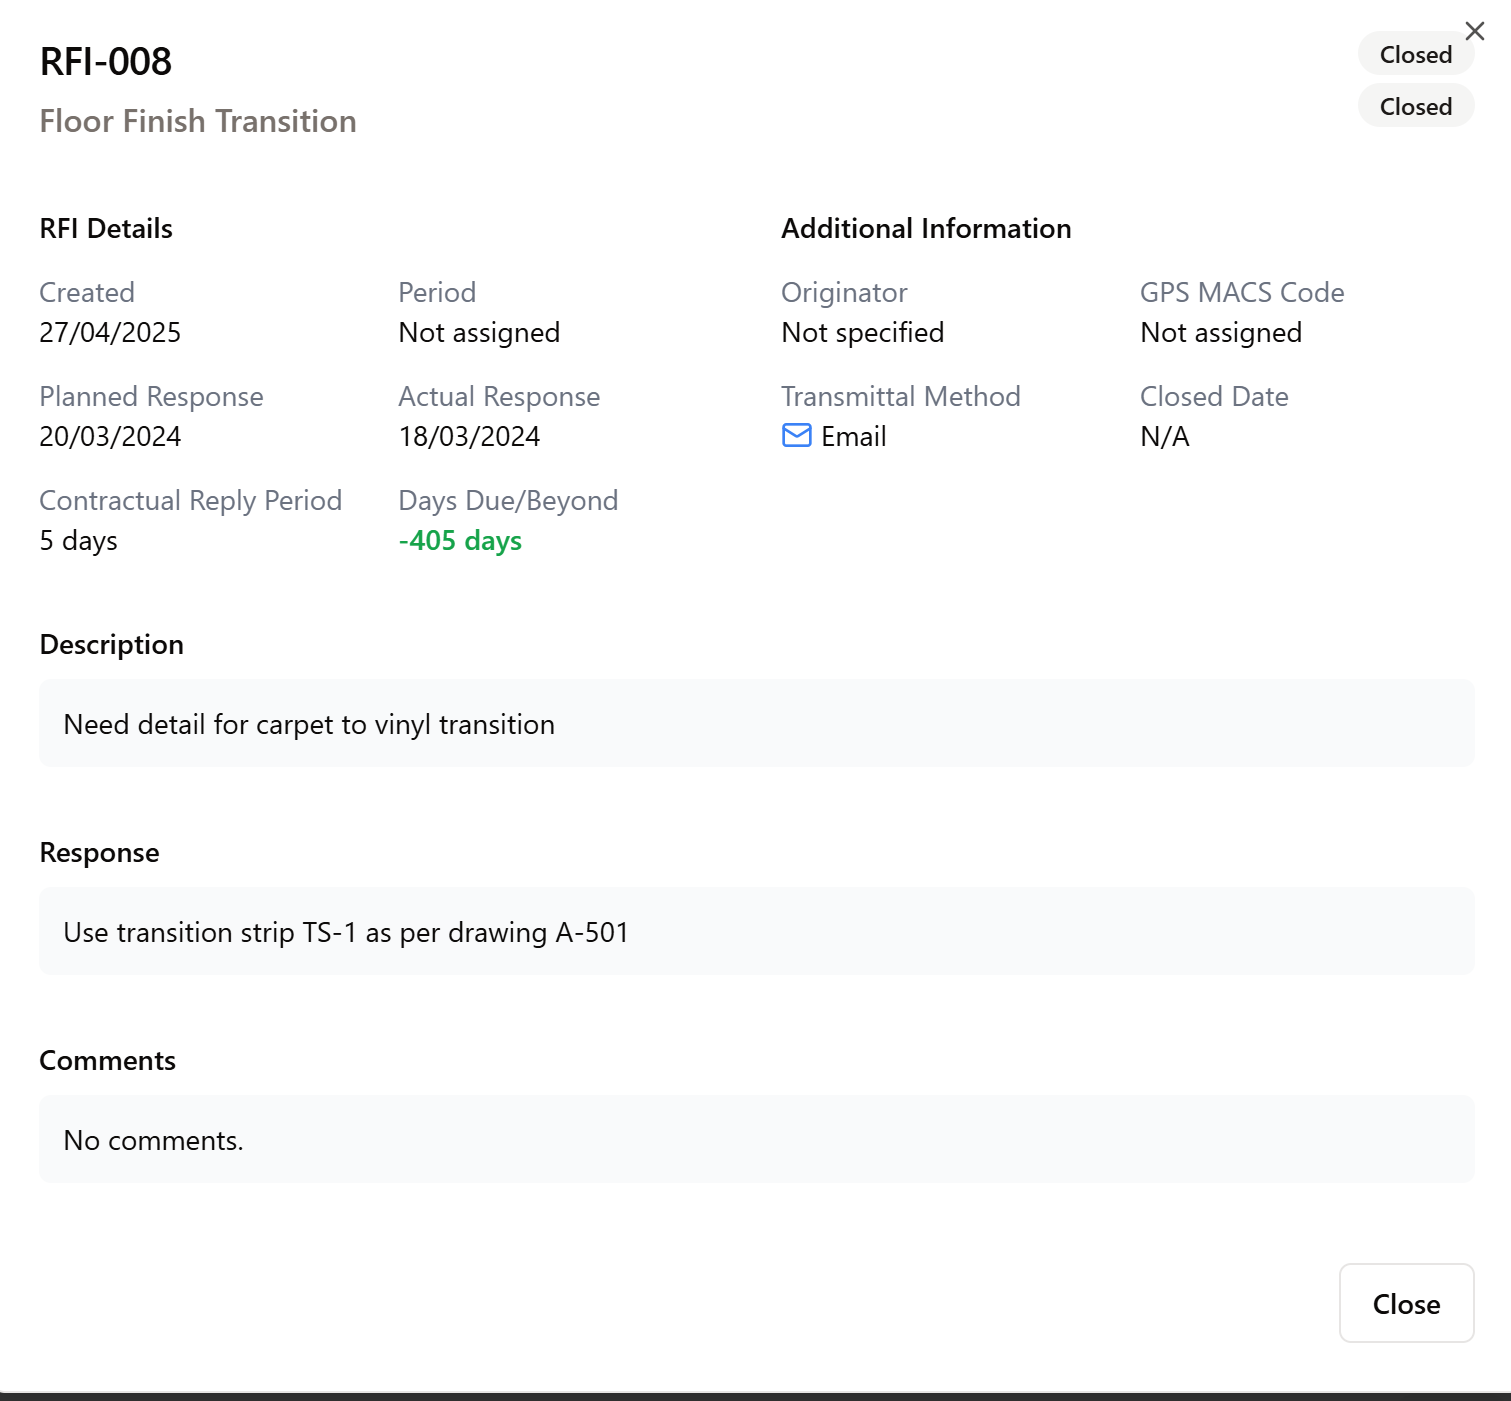 RFI-008
Closed
Floor Finish Transition
Closed
RFI Details
Created
27/04/2025
Period
Not assigned
Planned Response
20/03/2024
Actual Response
18/03/2024
Contractual Reply Period
5 days
Days Due/Beyond
-405 days
Additional Information
Originator
Not specified
GPS MACS Code
Not assigned
Transmittal Method
Email
Closed Date
N/A
Description
Need detail for carpet to vinyl transition
Response
Use transition strip TS-1 as per drawing A-501
Comments
No comments.
Close